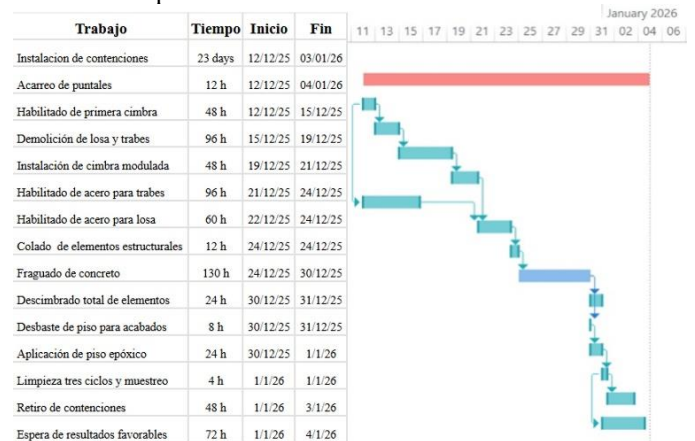 January 2026
Trabajo Tiempo Inicio Fin 11 13 15 17 19 21 23 25 27 29 31 02 04 06
Instalacion de contenciones 23 days 12/12/25 03/01/26
Acarreo de puntales 12 h 12/12/25 04/01/26
Habilitado de primera cimbra 48 h 12/12/25 15/12/25
Demolición de losa y trabes 96 h 15/12/25 19/12/25
Instalación de cimbra modulada 48 h 19/12/25 21/12/25
Habilitado de acero para trabes 96 h 21/12/25 24/12/25
Habilitado de acero para losa 60 h 22/12/25 24/12/25
Colado de elementos estructurales 12 h 24/12/25 24/12/25
Fraguado de concreto 130 h 24/12/25 30/12/25
Descimbrado total de elementos 24 h 30/12/25 31/12/25
Desbaste de piso para acabados 8 h 30/12/25 31/12/25
Aplicación de piso epóxico 24 h 30/12/25 1/1/26
Limpieza tres ciclos y muestreo 4 h 1/1/26 1/1/26
Retiro de contenciones 48 h 1/1/26 3/1/26
Espera de resultados favorables 72 h 1/1/26 4/1/26